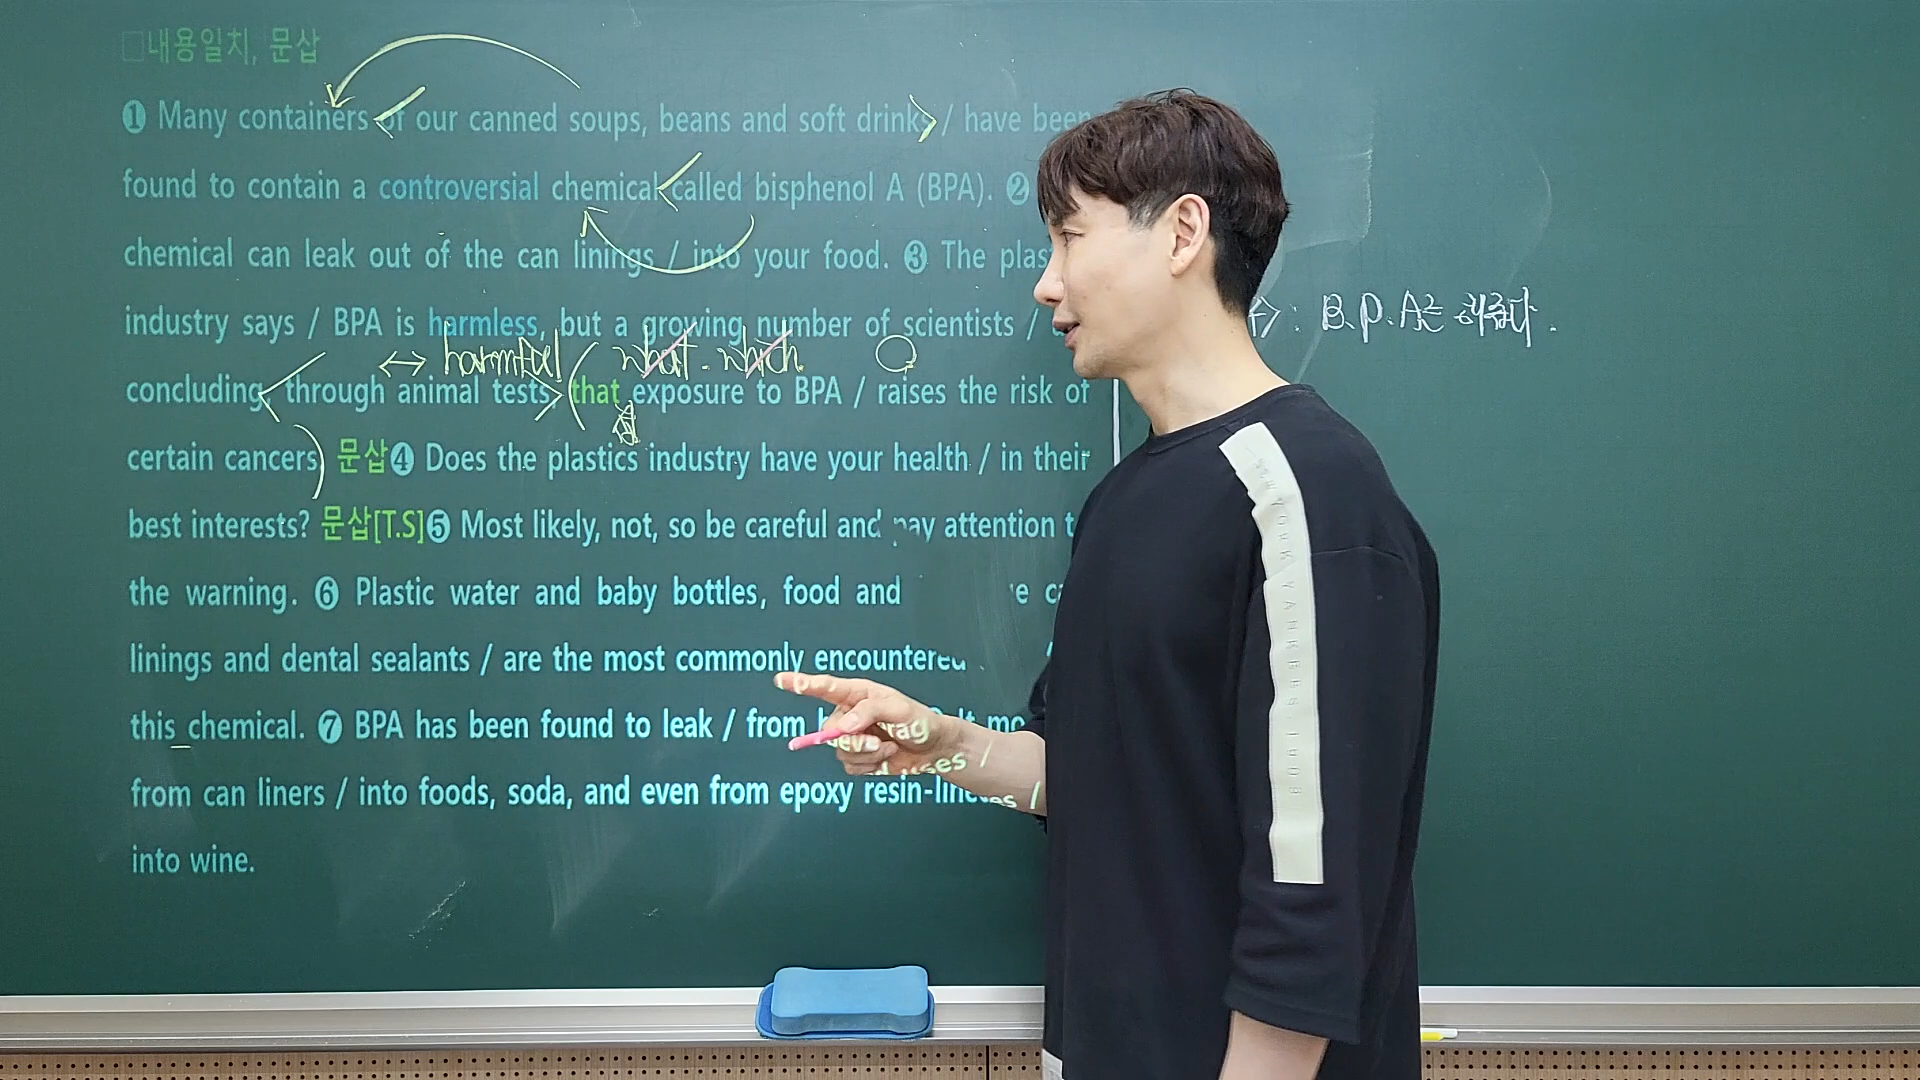 □내용일치, 문삽
❶ Many containers of our canned soups, beans and soft drinks / have been
found to contain a controversial chemical called bisphenol A (BPA). ❷
chemical can leak out of the can linings / into your food. ❸ The
industry says / BPA is harmless, but a growing number of scientists /
↔ harmful what. which.
concluding, through animal tests, that exposure to BPA / raises the risk of
certain cancers. 문삽❹ Does the plastics industry have your health / in their
best interests? 문삽[T.S]❺ Most likely, not, so be careful and pay attention
the warning. ❻ Plastic water and baby bottles, food and
linings and dental sealants / are the most commonly encountered
this chemical. ❼ BPA has been found to leak / from
from can liners / into foods, soda, and even from epoxy resin-lined
into wine.
B.P.A는 해롭다.